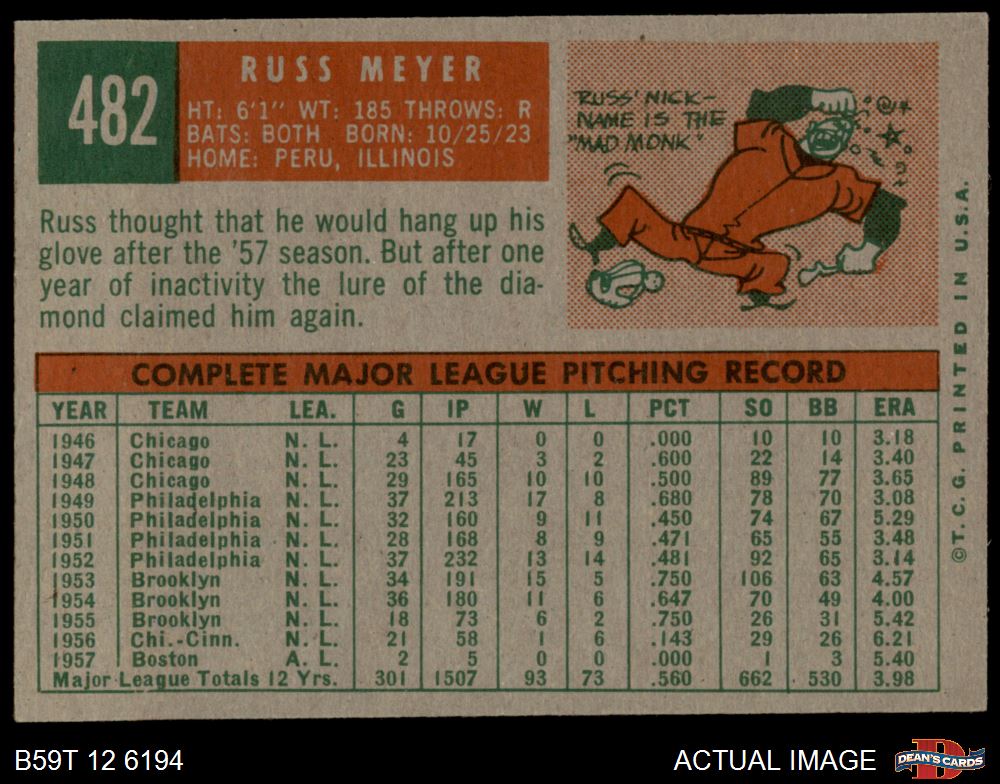 482
RUSS MEYER
HT: 6'1" WT: 185 THROWS: R
BATS: BOTH BORN: 10/25/23
HOME: PERU, ILLINOIS
RUSS' NICK-
NAME IS THE
"MAD MONK"
Russ thought that he would hang up his
glove after the '57 season. But after one
year of inactivity the lure of the dia-
mond claimed him again.
COMPLETE MAJOR LEAGUE PITCHING RECORD
YEAR TEAM LEA. G IP W L PCT SO BB ERA
1946 Chicago N. L. 4 17 0 0 .000 10 10 3.18
1947 Chicago N. L. 23 45 3 2 .600 22 14 3.40
1948 Chicago N. L. 29 165 10 10 .500 89 77 3.65
1949 Philadelphia N. L. 37 213 17 8 .680 78 70 3.08
1950 Philadelphia N. L. 32 160 9 11 .450 74 67 5.29
1951 Philadelphia N. L. 28 168 8 9 .471 65 55 3.48
1952 Philadelphia N. L. 37 232 13 14 .481 92 65 3.14
1953 Brooklyn N. L. 34 191 15 5 .750 106 63 4.57
1954 Brooklyn N. L. 36 180 11 6 .647 70 49 4.00
1955 Brooklyn N. L. 18 73 6 2 .750 26 31 5.42
1956 Chi.-Cinn. N. L. 21 58 1 6 .143 29 26 6.21
1957 Boston A. L. 2 5 0 0 .000 1 3 5.40
Major League Totals 12 Yrs. 301 1507 93 73 .560 662 530 3.98
©T. C. G. PRINTED IN U.S.A.
B59T 12 6194
ACTUAL IMAGE
DEAN'S CARDS